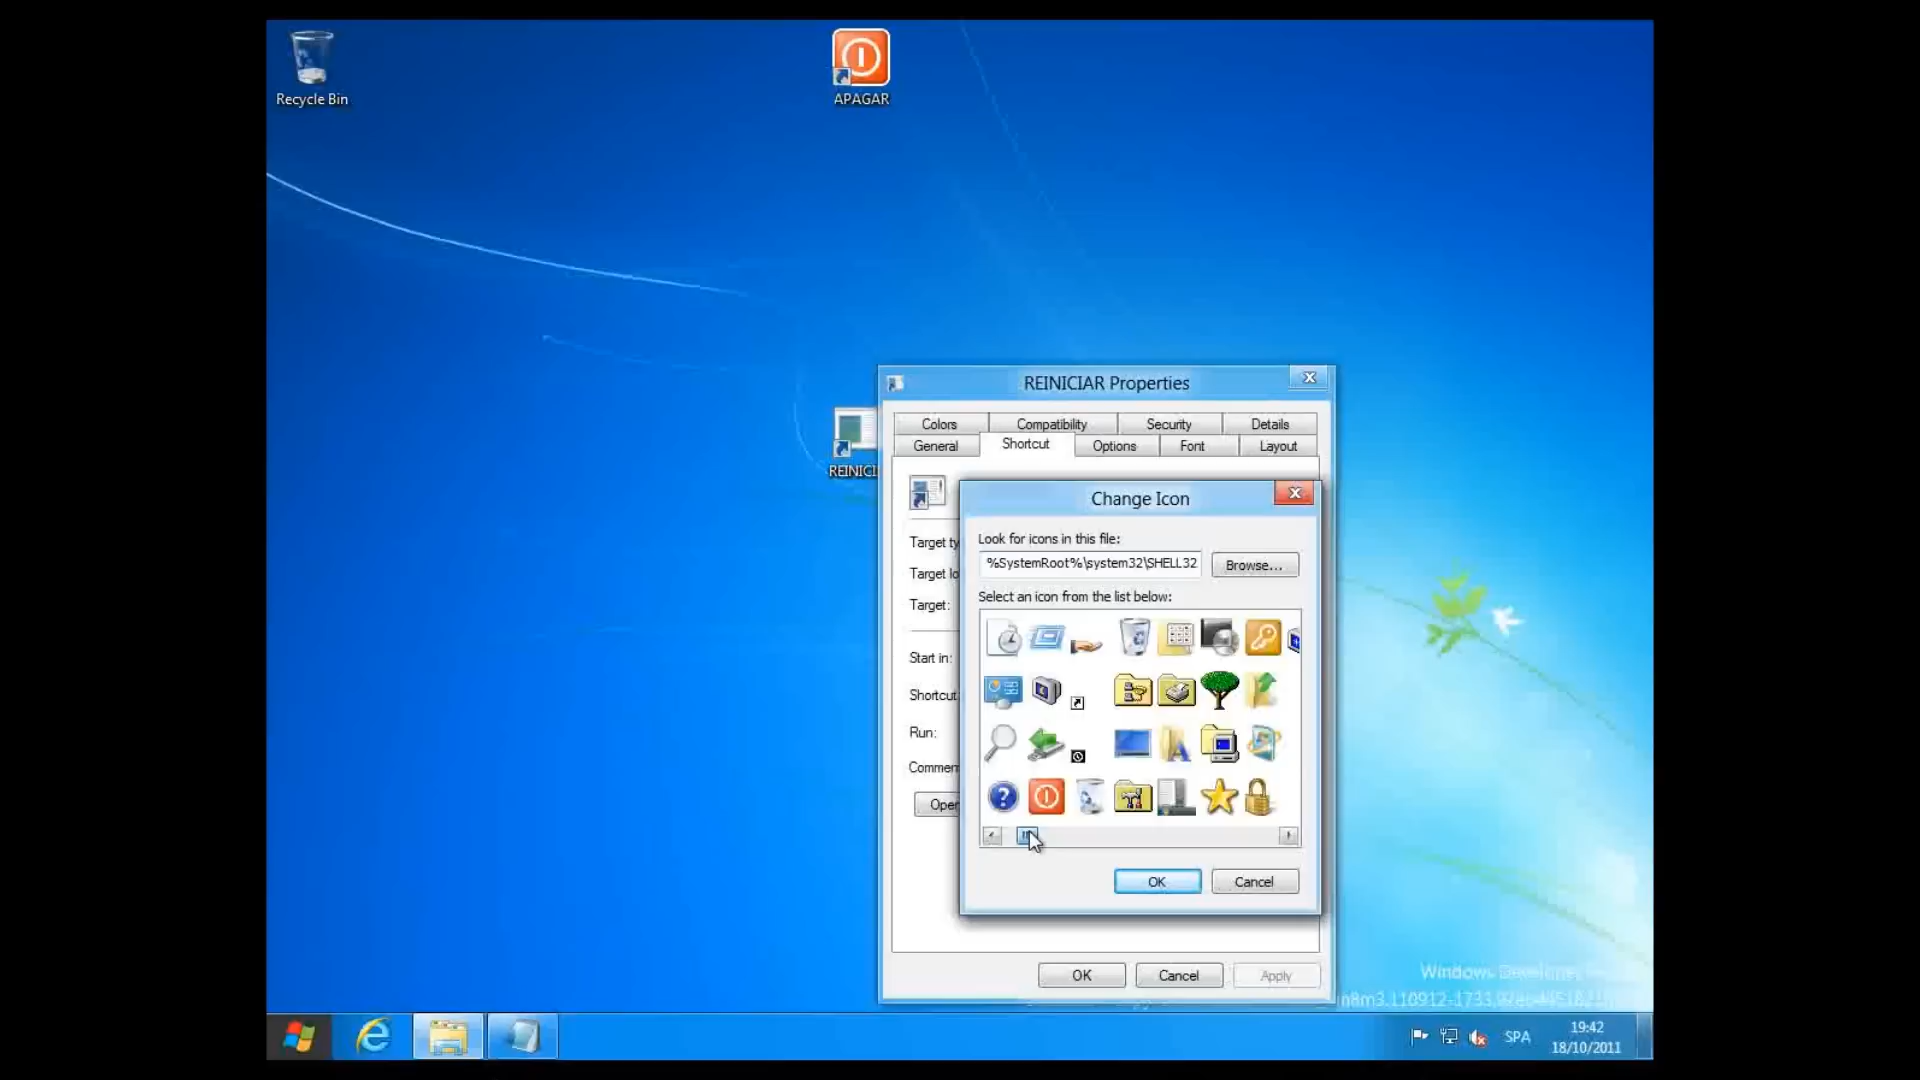 Recycle Bin
APAGAR
REINICIAR Properties
Colors
Compatibility
Security
Details
General
Shortcut
Options
Font
Layout
REINICI
Change Icon
Look for icons in this file:
%SystemRoot%\system32\SHELL32
Browse...
Select an icon from the list below:
Target ty
Target lo
Target:
Start in:
Shortcut
Run:
Commen
Open
OK
Cancel
OK
Cancel
Apply
Windows
SPA
19:42
18/10/2011